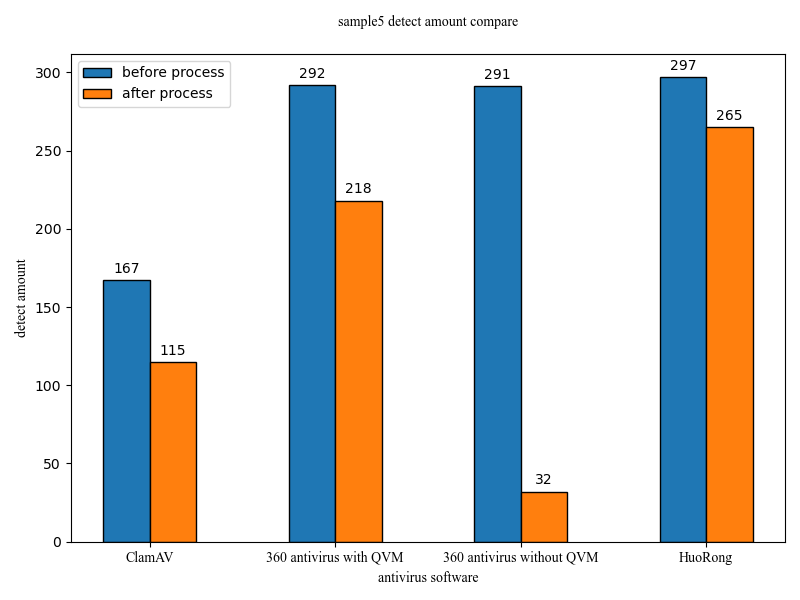 sample5 detect amount compare
before process
after process
300
250
200
150
100
50
0
detect amount
167
115
292
218
291
32
297
265
ClamAV
360 antivirus with QVM
360 antivirus without QVM
HuoRong
antivirus software